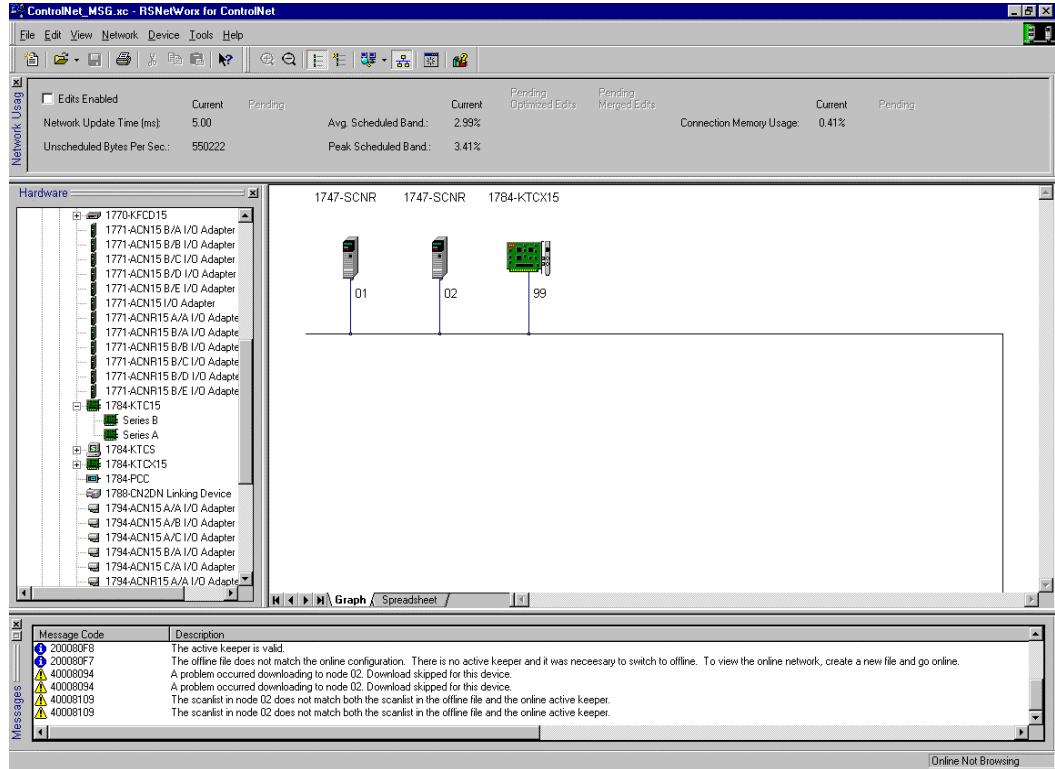 ControlNet_MSG.xc - RSNetWorx for ControlNet
File Edit View Network Device Tools Help
Network Usag
Edits Enabled
Current Pending Current Pending Optimized Edits Pending Merged Edits Current Pending
Network Update Time (ms): 5.00 Avg. Scheduled Band.: 2.99% Connection Memory Usage: 0.41%
Unscheduled Bytes Per Sec.: 550222 Peak Scheduled Band.: 3.41%
Hardware
1770-KFCD15
1771-ACN15 B/A I/O Adapter
1771-ACN15 B/B I/O Adapter
1771-ACN15 B/C I/O Adapter
1771-ACN15 B/D I/O Adapter
1771-ACN15 B/E I/O Adapter
1771-ACN15 I/O Adapter
1771-ACNR15 A/A I/O Adapte
1771-ACNR15 B/A I/O Adapte
1771-ACNR15 B/B I/O Adapte
1771-ACNR15 B/C I/O Adapte
1771-ACNR15 B/D I/O Adapte
1771-ACNR15 B/E I/O Adapte
1784-KTC15
Series B
Series A
1784-KTCS
1784-KTCX15
1784-PCC
1788-CN2DN Linking Device
1794-ACN15 A/A I/O Adapter
1794-ACN15 A/B I/O Adapter
1794-ACN15 A/C I/O Adapter
1794-ACN15 B/A I/O Adapter
1794-ACN15 C/A I/O Adapter
1794-ACNR15 A/A I/O Adapte
1747-SCNR 1747-SCNR 1784-KTCX15
01 02 99
Graph Spreadsheet
Messages
Message Code Description
200080F8 The active keeper is valid.
200080F7 The offline file does not match the online configuration. There is no active keeper and it was neceesary to switch to offline. To view the online network, create a new file and go online.
40008094 A problem occurred downloading to node 02. Download skipped for this device.
40008094 A problem occurred downloading to node 02. Download skipped for this device.
40008109 The scanlist in node 02 does not match both the scanlist in the offline file and the online active keeper.
40008109 The scanlist in node 02 does not match both the scanlist in the offline file and the online active keeper.
Online Not Browsing